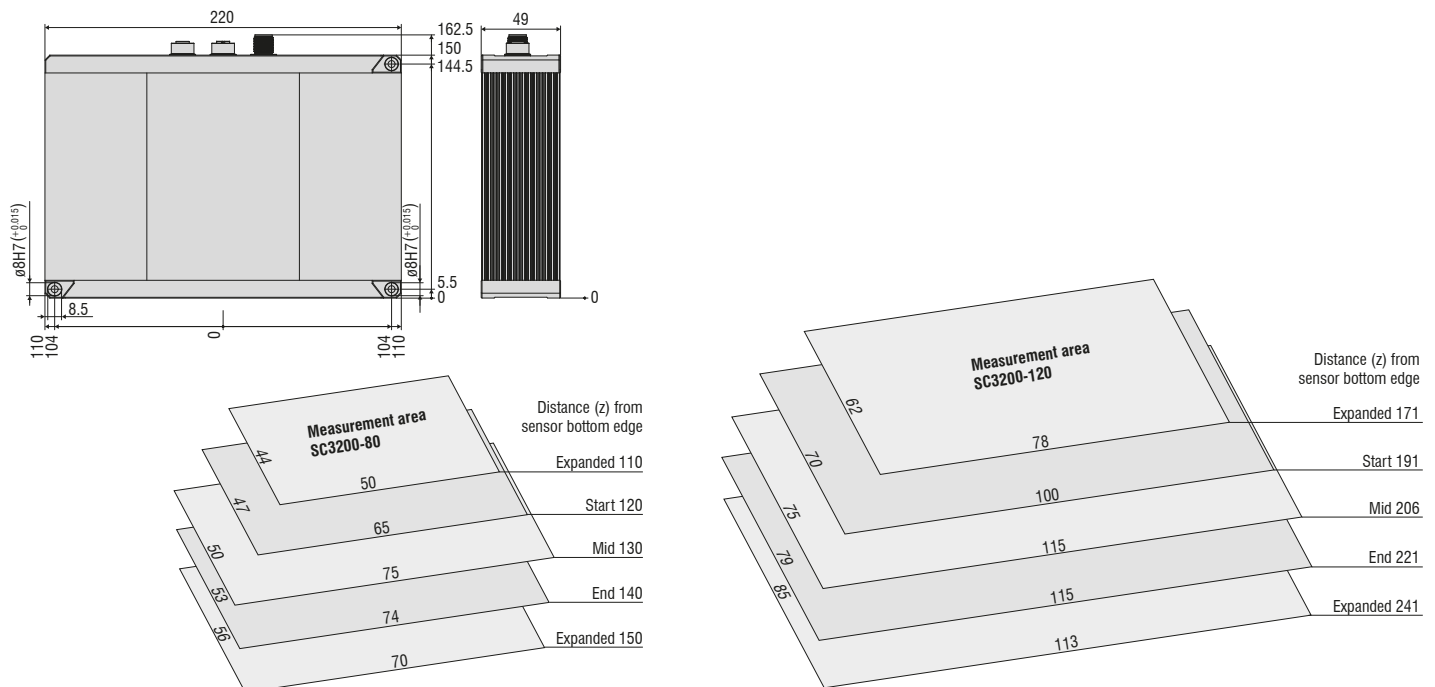 220
162.5
150
144.5
49
ø8H7 (+0.015 0)
ø8H7 (+0.015 0)
5.5
0
0
8.5
110
104
0
104
110
Measurement area
SC3200-80
Distance (z) from
sensor bottom edge
44
50
Expanded 110
47
65
Start 120
50
75
Mid 130
53
74
End 140
56
70
Expanded 150
Measurement area
SC3200-120
Distance (z) from
sensor bottom edge
62
78
Expanded 171
70
100
Start 191
75
115
Mid 206
79
115
End 221
85
113
Expanded 241